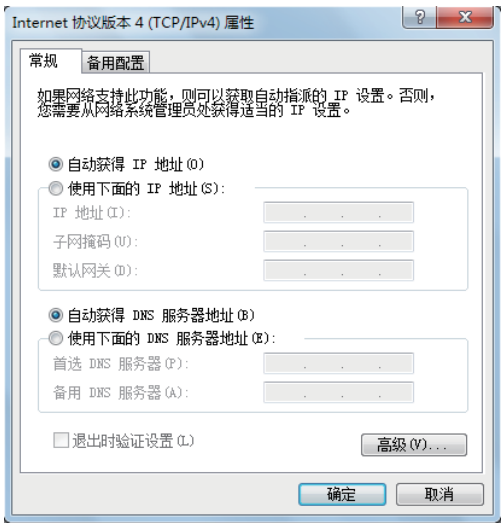 Internet 协议版本 4 (TCP/IPv4) 属性
常规
备用配置
如果网络支持此功能，则可以获取自动指派的 IP 设置。否则，
您需要从网络系统管理员处获得适当的 IP 设置。
自动获得 IP 地址(O)
使用下面的 IP 地址(S):
IP 地址(I):
子网掩码(U):
默认网关(D):
自动获得 DNS 服务器地址(B)
使用下面的 DNS 服务器地址(E):
首选 DNS 服务器(P):
备用 DNS 服务器(A):
退出时验证设置(L)
高级(V)...
确定
取消